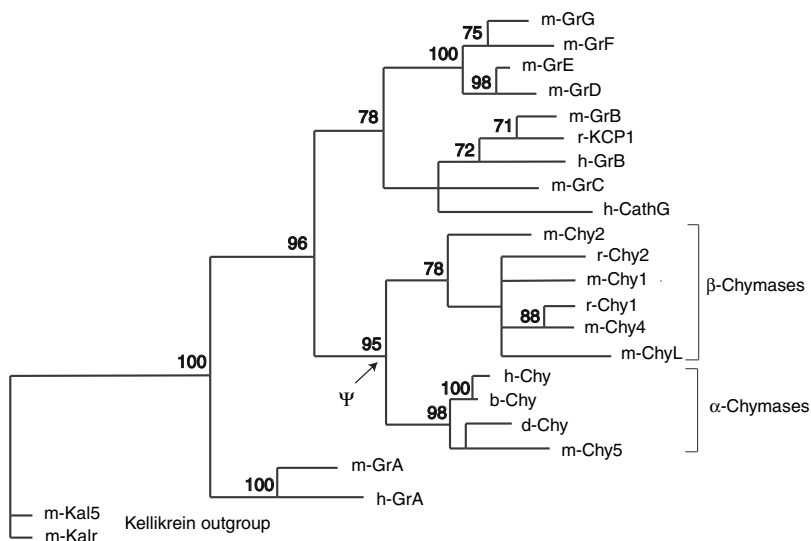 m-GrG
75
m-GrF
100
m-GrE
98
m-GrD
78
m-GrB
71
r-KCP1
72
h-GrB
m-GrC
h-CathG
96
m-Chy2
78
r-Chy2
m-Chy1
β-Chymases
r-Chy1
88
m-Chy4
95
m-ChyL
100
Ψ
h-Chy
100
b-Chy
α-Chymases
98
d-Chy
m-Chy5
m-GrA
100
h-GrA
m-Kal5
Kellikrein outgroup
m-Kalr